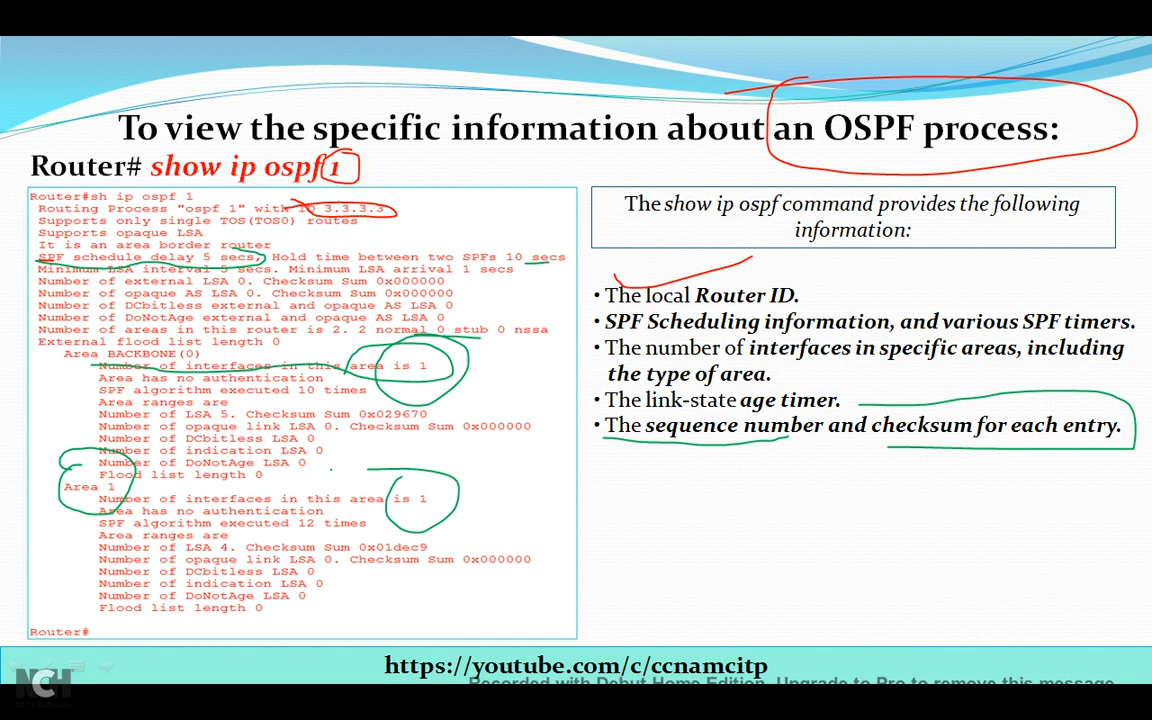 To view the specific information about an OSPF process:
Router# show ip ospf 1
Router#sh ip ospf 1
Routing Process "ospf 1" with ID 3.3.3.3
Supports only single TOS(TOS0) routes
Supports opaque LSA
It is an area border router
SPF schedule delay 5 secs, Hold time between two SPFs 10 secs
Minimum LSA interval 5 secs. Minimum LSA arrival 1 secs
Number of external LSA 0. Checksum Sum 0x000000
Number of opaque AS LSA 0. Checksum Sum 0x000000
Number of DCbitless external and opaque AS LSA 0
Number of DoNotAge external and opaque AS LSA 0
Number of areas in this router is 2. 2 normal 0 stub 0 nssa
External flood list length 0
Area BACKBONE(0)
Number of interfaces in this area is 1
Area has no authentication
SPF algorithm executed 10 times
Area ranges are
Number of LSA 5. Checksum Sum 0x029670
Number of opaque link LSA 0. Checksum Sum 0x000000
Number of DCbitless LSA 0
Number of indication LSA 0
Number of DoNotAge LSA 0
Flood list length 0
Area 1
Number of interfaces in this area is 1
Area has no authentication
SPF algorithm executed 12 times
Area ranges are
Number of LSA 4. Checksum Sum 0x01dec9
Number of opaque link LSA 0. Checksum Sum 0x000000
Number of DCbitless LSA 0
Number of indication LSA 0
Number of DoNotAge LSA 0
Flood list length 0
Router#
The show ip ospf command provides the following
information:
• The local Router ID.
• SPF Scheduling information, and various SPF timers.
• The number of interfaces in specific areas, including
the type of area.
• The link-state age timer.
• The sequence number and checksum for each entry.
https://youtube.com/c/ccnamcitp
Recorded with Debut Home Edition. Upgrade to Pro to remove this message
NCH
NCH Software